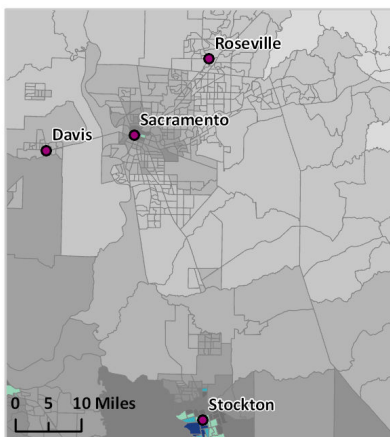 Roseville
Sacramento
Davis
Stockton
0 5 10 Miles